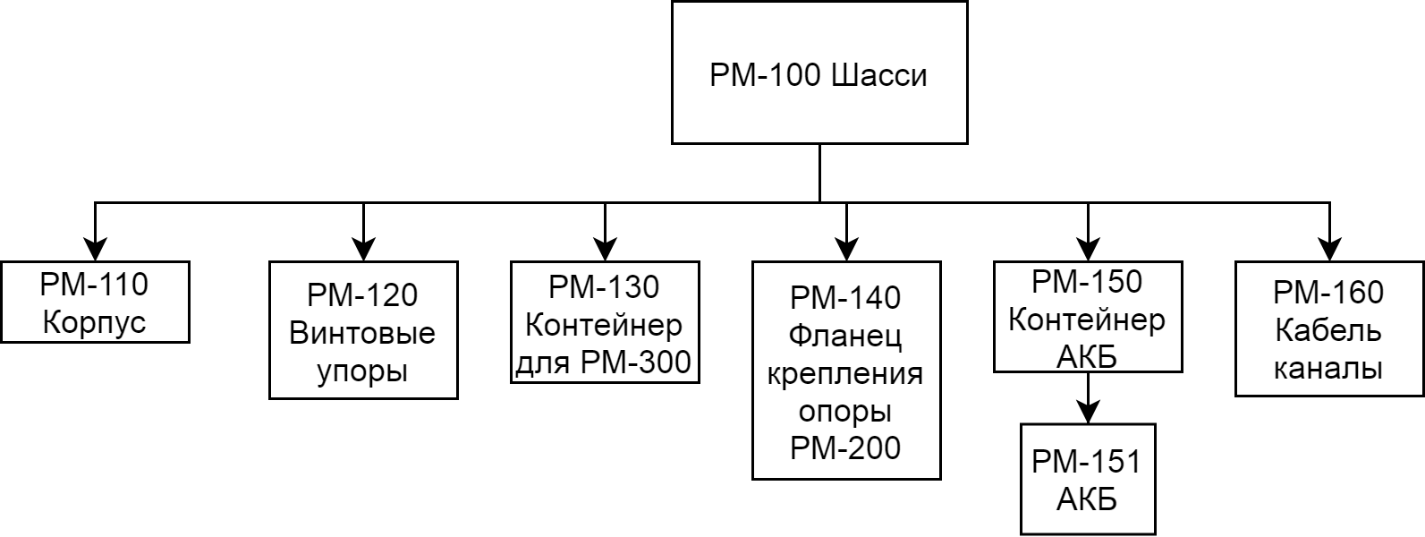 РМ-100 Шасси
РМ-110
Корпус
РМ-120
Винтовые
упоры
РМ-130
Контейнер
для РМ-300
РМ-140
Фланец
крепления
опоры
РМ-200
РМ-150
Контейнер
АКБ
РМ-160
Кабель
каналы
РМ-151
АКБ